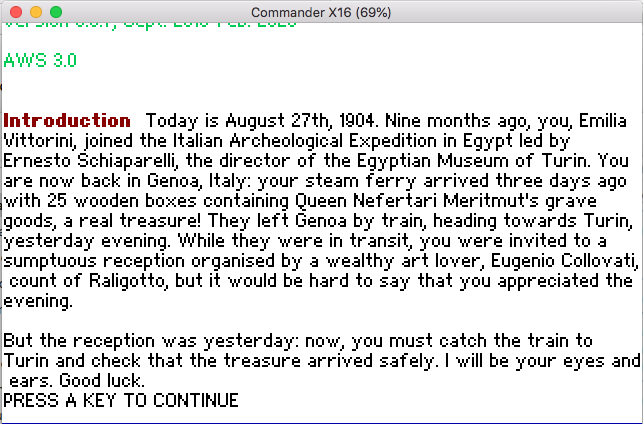 Commander X16 (69%)
AWS 3.0
Introduction Today is August 27th, 1904. Nine months ago, you, Emilia
Vittorini, joined the Italian Archeological Expedition in Egypt led by
Ernesto Schiaparelli, the director of the Egyptian Museum of Turin. You
are now back in Genoa, Italy: your steam ferry arrived three days ago
with 25 wooden boxes containing Queen Nefertari Meritmut's grave
goods, a real treasure! They left Genoa by train, heading towards Turin,
yesterday evening. While they were in transit, you were invited to a
sumptuous reception organised by a wealthy art lover, Eugenio Collovati,
count of Raligotto, but it would be hard to say that you appreciated the
evening.
But the reception was yesterday: now, you must catch the train to
Turin and check that the treasure arrived safely. I will be your eyes and
ears. Good luck.
PRESS A KEY TO CONTINUE